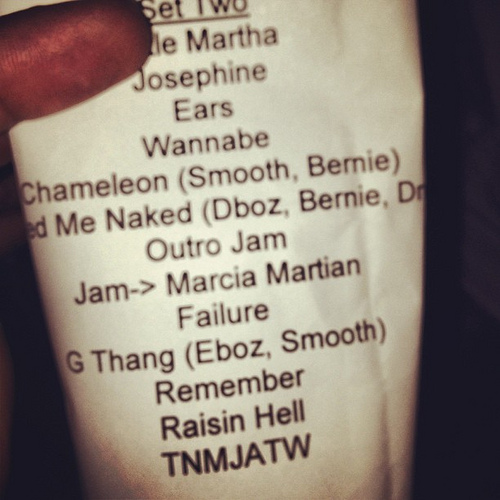 Set Two
le Martha
Josephine
Ears
Wannabe
Chameleon (Smooth, Bernie)
ed Me Naked (Dboz, Bernie, Dr
Outro Jam
Jam-> Marcia Martian
Failure
G Thang (Eboz, Smooth)
Remember
Raisin Hell
TNMJATW